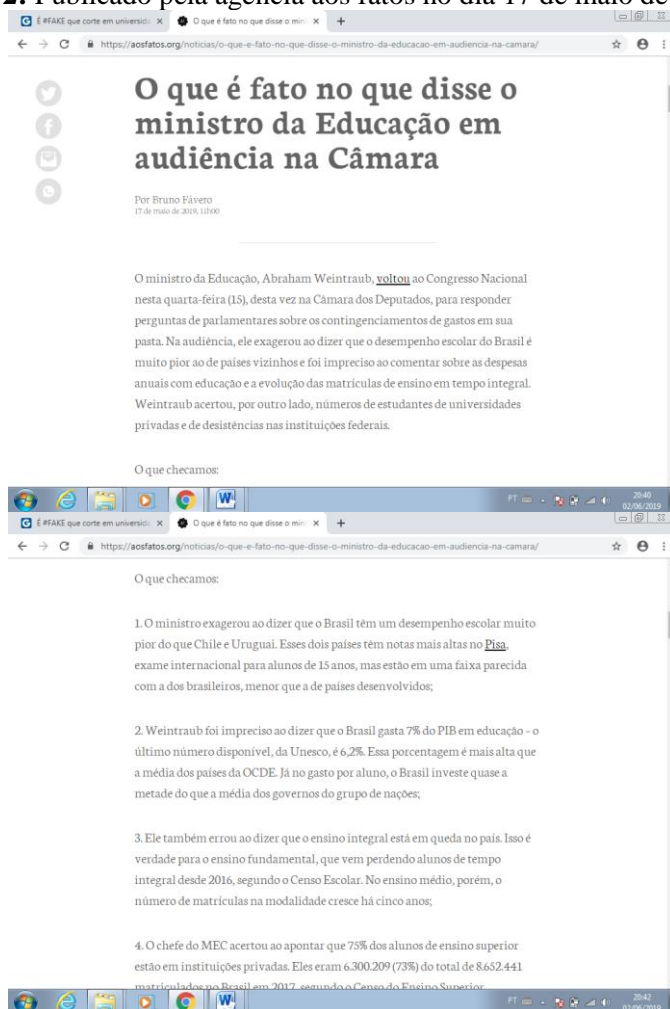 2. Publicado pela agência aos fatos no dia 17 de maio de
É #FAKE que corte em universid
O que é fato no que disse o min
https://aosfatos.org/noticias/o-que-e-fato-no-que-disse-o-ministro-da-educacao-em-audiencia-na-camara/
O que é fato no que disse o
ministro da Educação em
audiência na Câmara
Por Bruno Fávero
17 de maio de 2019, 11h00
O ministro da Educação, Abraham Weintraub, voltou ao Congresso Nacional
nesta quarta-feira (15), desta vez na Câmara dos Deputados, para responder
perguntas de parlamentares sobre os contingenciamentos de gastos em sua
pasta. Na audiência, ele exagerou ao dizer que o desempenho escolar do Brasil é
muito pior ao de países vizinhos e foi impreciso ao comentar sobre as despesas
anuais com educação e a evolução das matrículas de ensino em tempo integral.
Weintraub acertou, por outro lado, números de estudantes de universidades
privadas e de desistências nas instituições federais.
O que checamos:
PT
20:40
02/06/2019
É #FAKE que corte em universid
O que é fato no que disse o min
https://aosfatos.org/noticias/o-que-e-fato-no-que-disse-o-ministro-da-educacao-em-audiencia-na-camara/
O que checamos:
1. O ministro exagerou ao dizer que o Brasil têm um desempenho escolar muito
pior do que Chile e Uruguai. Esses dois países têm notas mais altas no Pisa,
exame internacional para alunos de 15 anos, mas estão em uma faixa parecida
com a dos brasileiros, menor que a de países desenvolvidos;
2. Weintraub foi impreciso ao dizer que o Brasil gasta 7% do PIB em educação - o
último número disponível, da Unesco, é 6,2%. Essa porcentagem é mais alta que
a média dos países da OCDE. Já no gasto por aluno, o Brasil investe quase a
metade do que a média dos governos do grupo de nações;
3. Ele também errou ao dizer que o ensino integral está em queda no país. Isso é
verdade para o ensino fundamental, que vem perdendo alunos de tempo
integral desde 2016, segundo o Censo Escolar. No ensino médio, porém, o
número de matrículas na modalidade cresce há cinco anos;
4. O chefe do MEC acertou ao apontar que 75% dos alunos de ensino superior
estão em instituições privadas. Eles eram 6.300.209 (73%) do total de 8.652.441
matriculados no Brasil em 2017, segundo o Censo do Ensino Superior
PT
20:42
02/06/2019